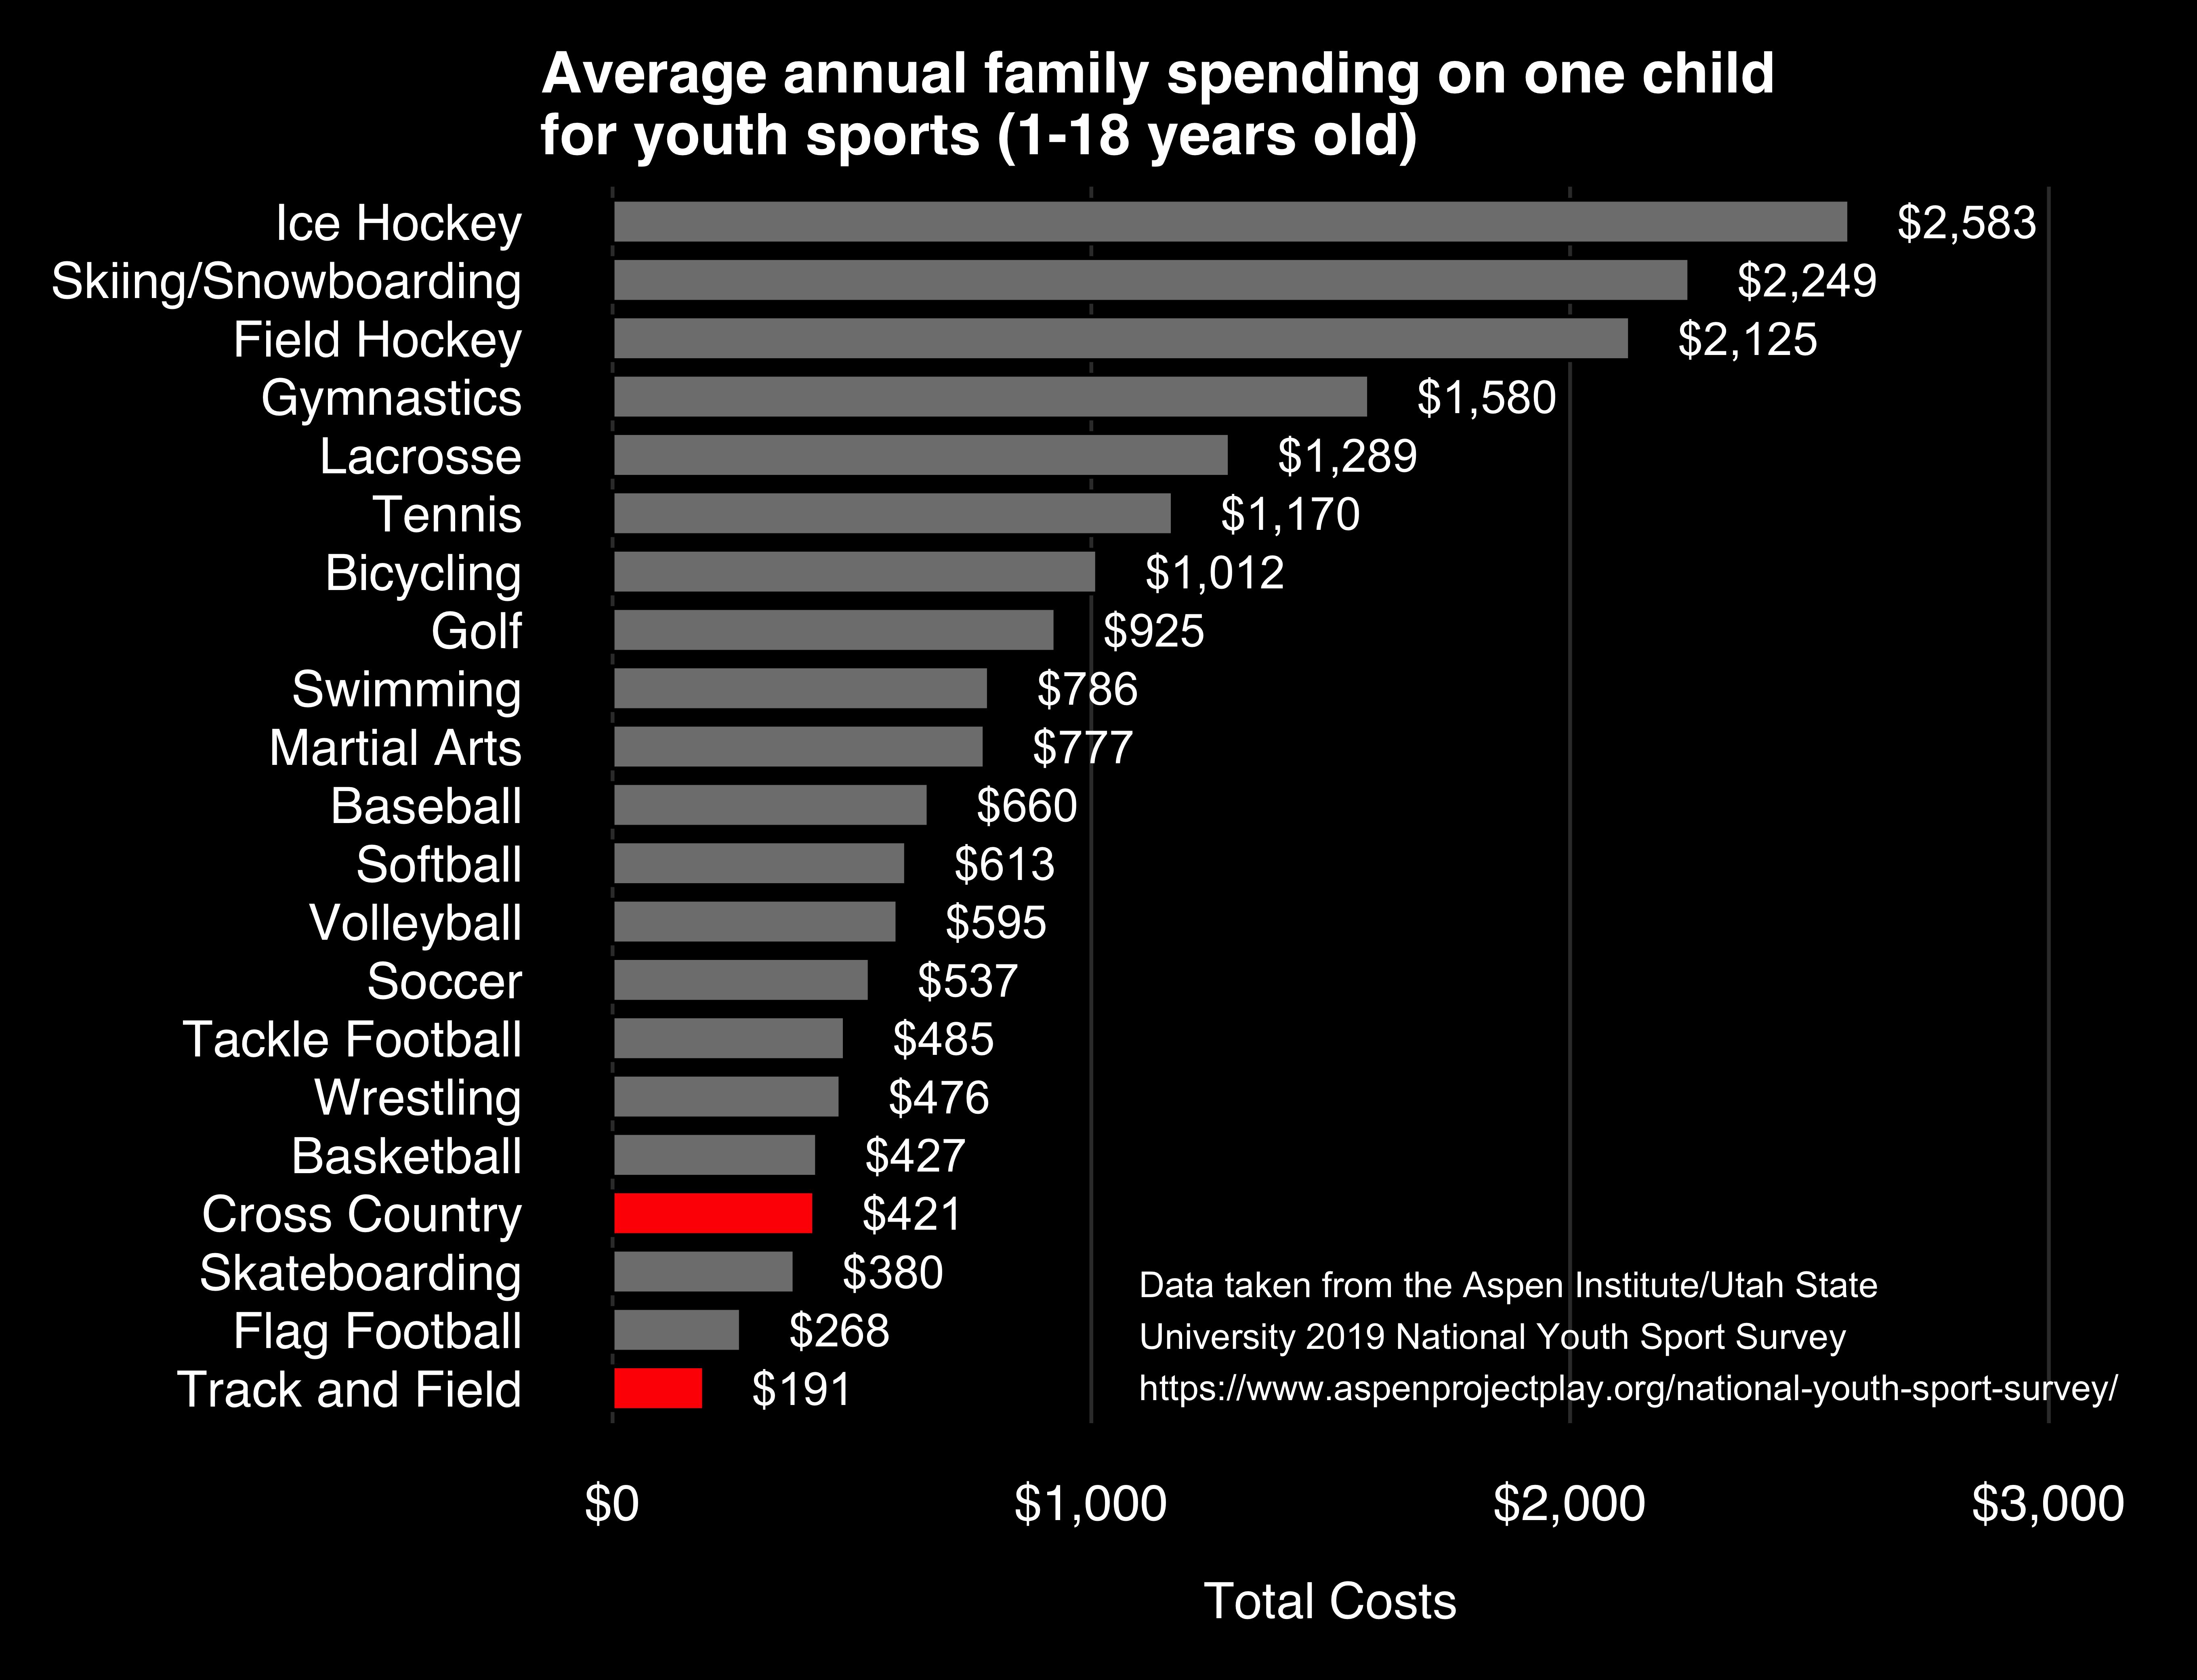 Average annual family spending on one child
for youth sports (1-18 years old)
Ice Hockey $2,583
Skiing/Snowboarding $2,249
Field Hockey $2,125
Gymnastics $1,580
Lacrosse $1,289
Tennis $1,170
Bicycling $1,012
Golf $925
Swimming $786
Martial Arts $777
Baseball $660
Softball $613
Volleyball $595
Soccer $537
Tackle Football $485
Wrestling $476
Basketball $427
Cross Country $421
Skateboarding $380
Flag Football $268
Track and Field $191
Data taken from the Aspen Institute/Utah State
University 2019 National Youth Sport Survey
https://www.aspenprojectplay.org/national-youth-sport-survey/
$0 $1,000 $2,000 $3,000
Total Costs